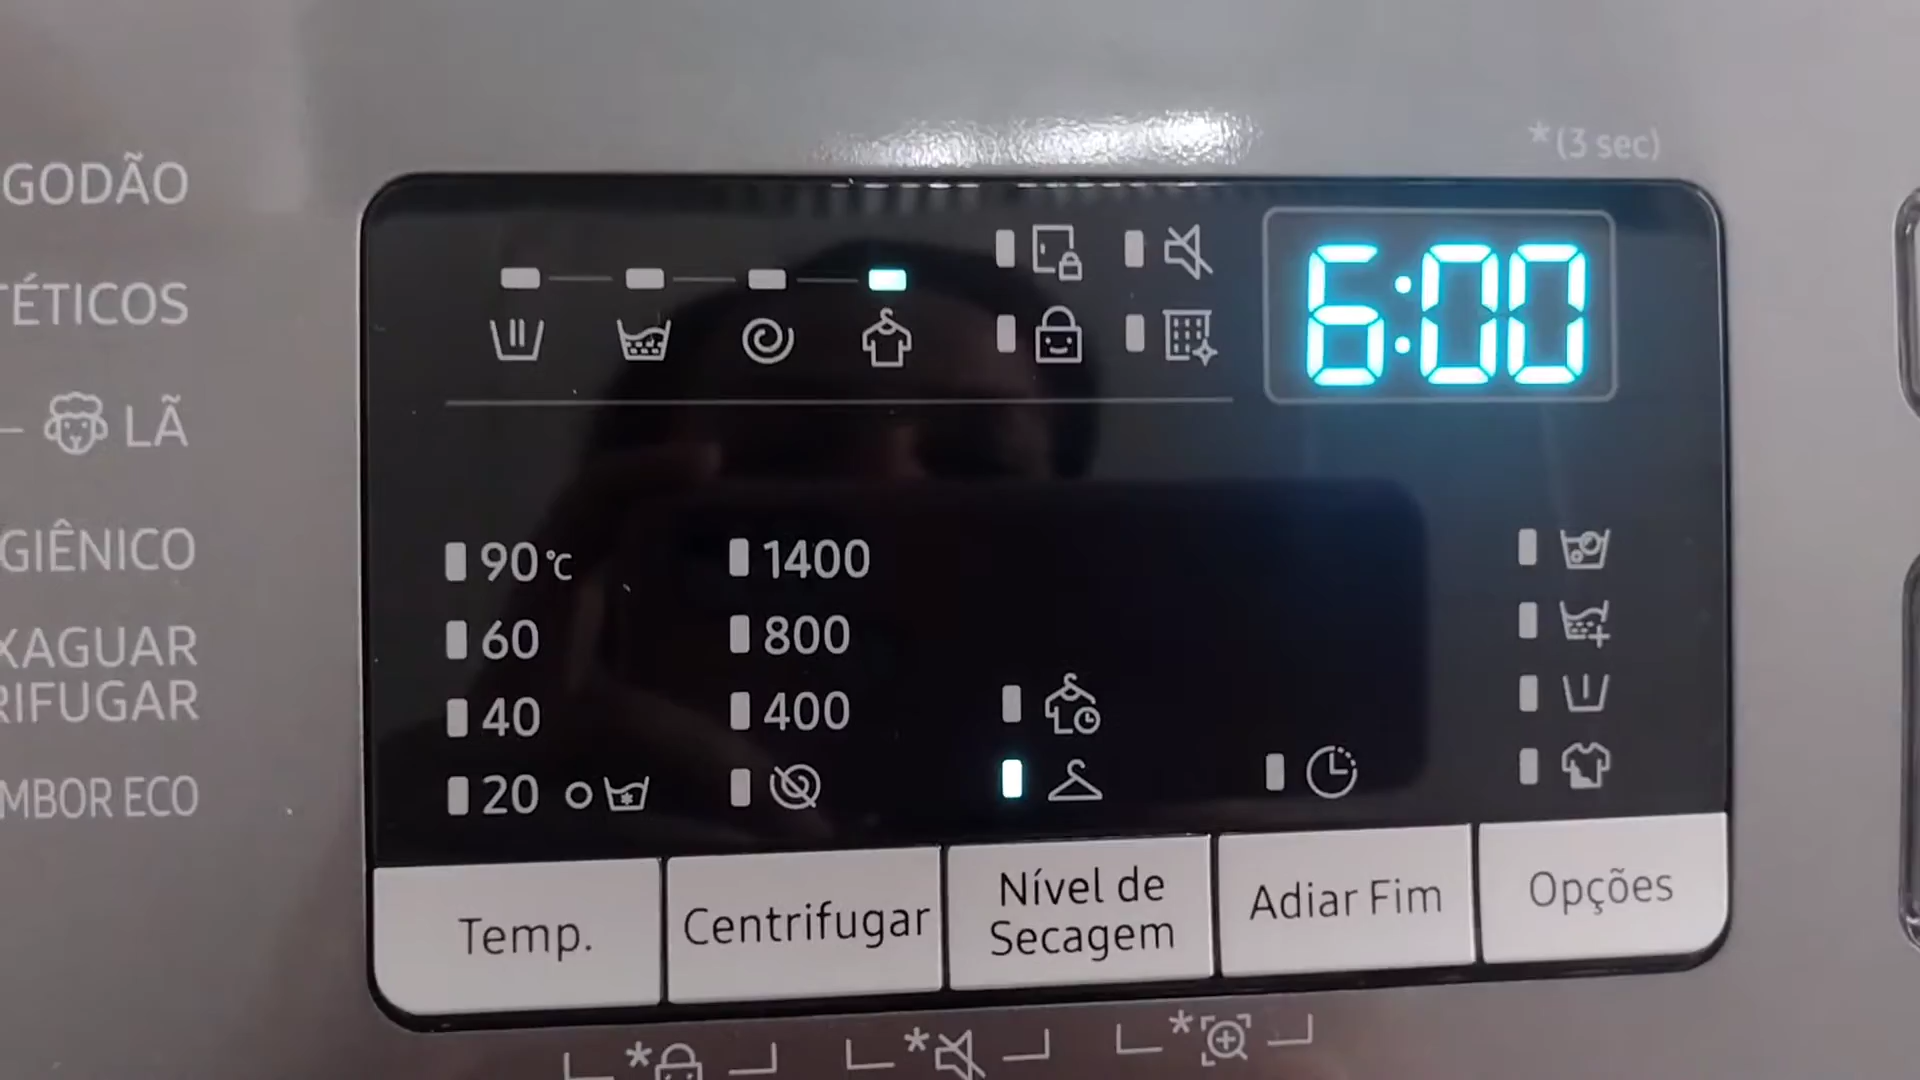 *(3 sec)
GODÃO
TÉTICOS
LÃ
GIÊNICO
XAGUAR
RIFUGAR
MBOR ECO
6:00
90℃
60
40
20
1400
800
400
Temp.
Centrifugar
Nível de
Secagem
Adiar Fim
Opções
*
*
*